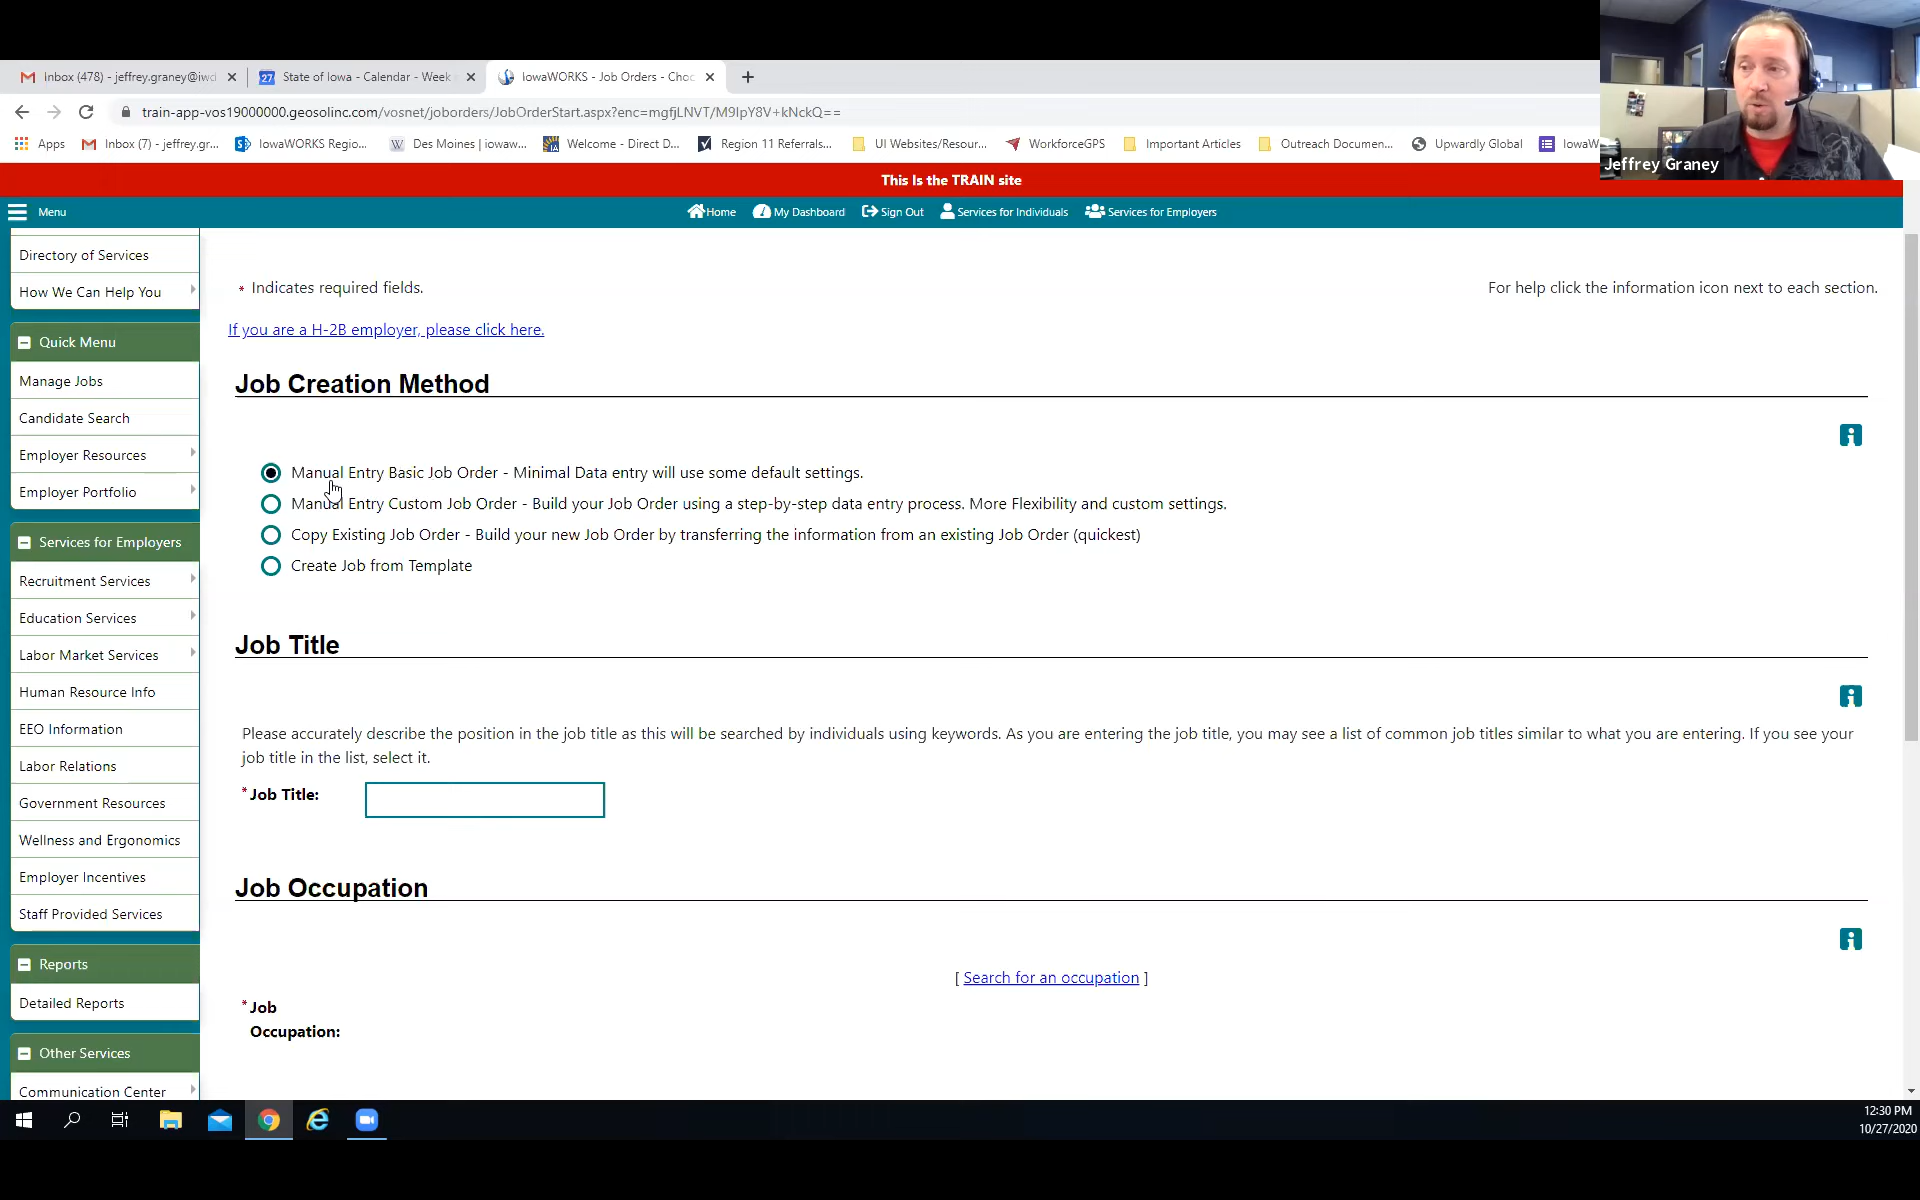 Inbox (478) - jeffrey.graney@iwd
State of Iowa - Calendar - Week
IowaWORKS - Job Orders - Choo
train-app-vos19000000.geosolinc.com/vosnet/joborders/JobOrderStart.aspx?enc=mgfjLNVT/M9IpY8V+kNckQ==
Apps
Inbox (7) - jeffrey.gr...
IowaWORKS Regio...
Des Moines | iowaw...
Welcome - Direct D...
Region 11 Referrals...
UI Websites/Resour...
WorkforceGPS
Important Articles
Outreach Documen...
Upwardly Global
IowaW
Jeffrey Graney
This Is the TRAIN site
Menu
Home
My Dashboard
Sign Out
Services for Individuals
Services for Employers
Directory of Services
How We Can Help You
Quick Menu
Manage Jobs
Candidate Search
Employer Resources
Employer Portfolio
Services for Employers
Recruitment Services
Education Services
Labor Market Services
Human Resource Info
EEO Information
Labor Relations
Government Resources
Wellness and Ergonomics
Employer Incentives
Staff Provided Services
Reports
Detailed Reports
Other Services
Communication Center
* Indicates required fields.
For help click the information icon next to each section.
If you are a H-2B employer, please click here.
Job Creation Method
Manual Entry Basic Job Order - Minimal Data entry will use some default settings.
Manual Entry Custom Job Order - Build your Job Order using a step-by-step data entry process. More Flexibility and custom settings.
Copy Existing Job Order - Build your new Job Order by transferring the information from an existing Job Order (quickest)
Create Job from Template
Job Title
Please accurately describe the position in the job title as this will be searched by individuals using keywords. As you are entering the job title, you may see a list of common job titles similar to what you are entering. If you see your
job title in the list, select it.
* Job Title:
Job Occupation
[ Search for an occupation ]
* Job
Occupation:
12:30 PM
10/27/2020